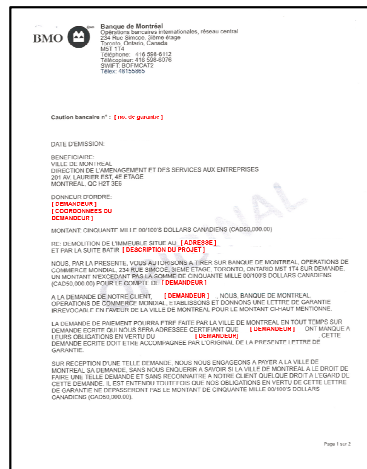 BMO
Banque de Montréal
Opérations bancaires internationales, réseau central
234 Rue Simcoe, 3ième étage
Toronto, Ontario, Canada
M5T 1T4
Téléphone: 416 598-6112
Télécopieur: 416 598-6076
SWIFT: BOFMCAT2
Télex: 46155865
Caution bancaire n° : [ no. de garantie ]
DATE D'EMISSION:
BENEFICIAIRE:
VILLE DE MONTREAL
DIRECTION DE L'AMENAGEMENT ET DES SERVICES AUX ENTREPRISES
201 AV. LAURIER EST, 4E ETAGE
MONTREAL, QC H2T 3E6
DONNEUR D'ORDRE:
[ DEMANDEUR ]
[ COORDONNEES DU
DEMANDEUR ]
MONTANT: CINQUANTE MILLE 00/100'S DOLLARS CANADIENS (CAD50,000.00)
RE: DEMOLITION DE L'IMMEUBLE SITUE AU [ ADRESSE ]
ET PAR LA SUITE BATIR [ DESCRIPTION DU PROJET ]
NOUS, PAR LA PRESENTE, VOUS AUTORISONS A TIRER SUR BANQUE DE MONTREAL, OPERATIONS DE
COMMERCE MONDIAL, 234 RUE SIMCOE, 3IEME ETAGE, TORONTO, ONTARIO M5T 1T4 SUR DEMANDE,
UN MONTANT N'EXCEDANT PAS LA SOMME DE CINQUANTE MILLE 00/100'S DOLLARS CANADIENS
(CAD50,000.00) POUR LE COMPTE DE [ DEMANDEUR ]
A LA DEMANDE DE NOTRE CLIENT, [ DEMANDEUR ] , NOUS, BANQUE DE MONTREAL
OPERATIONS DE COMMERCE MONDIAL, ETABLISSONS ET DONNONS UNE LETTRE DE GARANTIE
IRREVOCABLE EN FAVEUR DE LA VILLE DE MONTREAL POUR LE MONTANT CI-HAUT MENTIONNE.
LA DEMANDE DE PAIEMENT POURRA ETRE FAITE PAR LA VILLE DE MONTREAL EN TOUT TEMPS SUR
DEMANDE ECRITE QUI NOUS SERA ADRESSEE CERTIFIANT QUE [ DEMANDEUR ] ONT MANQUE A
LEURS OBLIGATIONS EN VERTU DU [ DEMANDEUR] CETTE
DEMANDE ECRITE DOIT ETRE ACCOMPAGNEE PAR L'ORIGINAL DE LA PRESENTE LETTRE DE
GARANTIE.
SUR RECEPTION D'UNE TELLE DEMANDE, NOUS NOUS ENGAGEONS A PAYER A LA VILLE DE
MONTREAL SA DEMANDE, SANS NOUS ENQUERIR A SAVOIR SI LA VILLE DE MONTREAL A LE DROIT DE
FAIRE UNE TELLE DEMANDE ET SANS RECONNAITRE A NOTRE CLIENT QUELQUE DROIT A L'EGARD DE
CETTE DEMANDE. IL EST ENTENDU TOUTEFOIS QUE NOS OBLIGATIONS EN VERTU DE CETTE LETTRE
DE GARANTIE NE DEPASSERONT PAS LE MONTANT DE CINQUANTE MILLE 00/100'S DOLLARS
CANADIENS (CAD50,000.00).
ORIGINAL
Page 1 sur 2